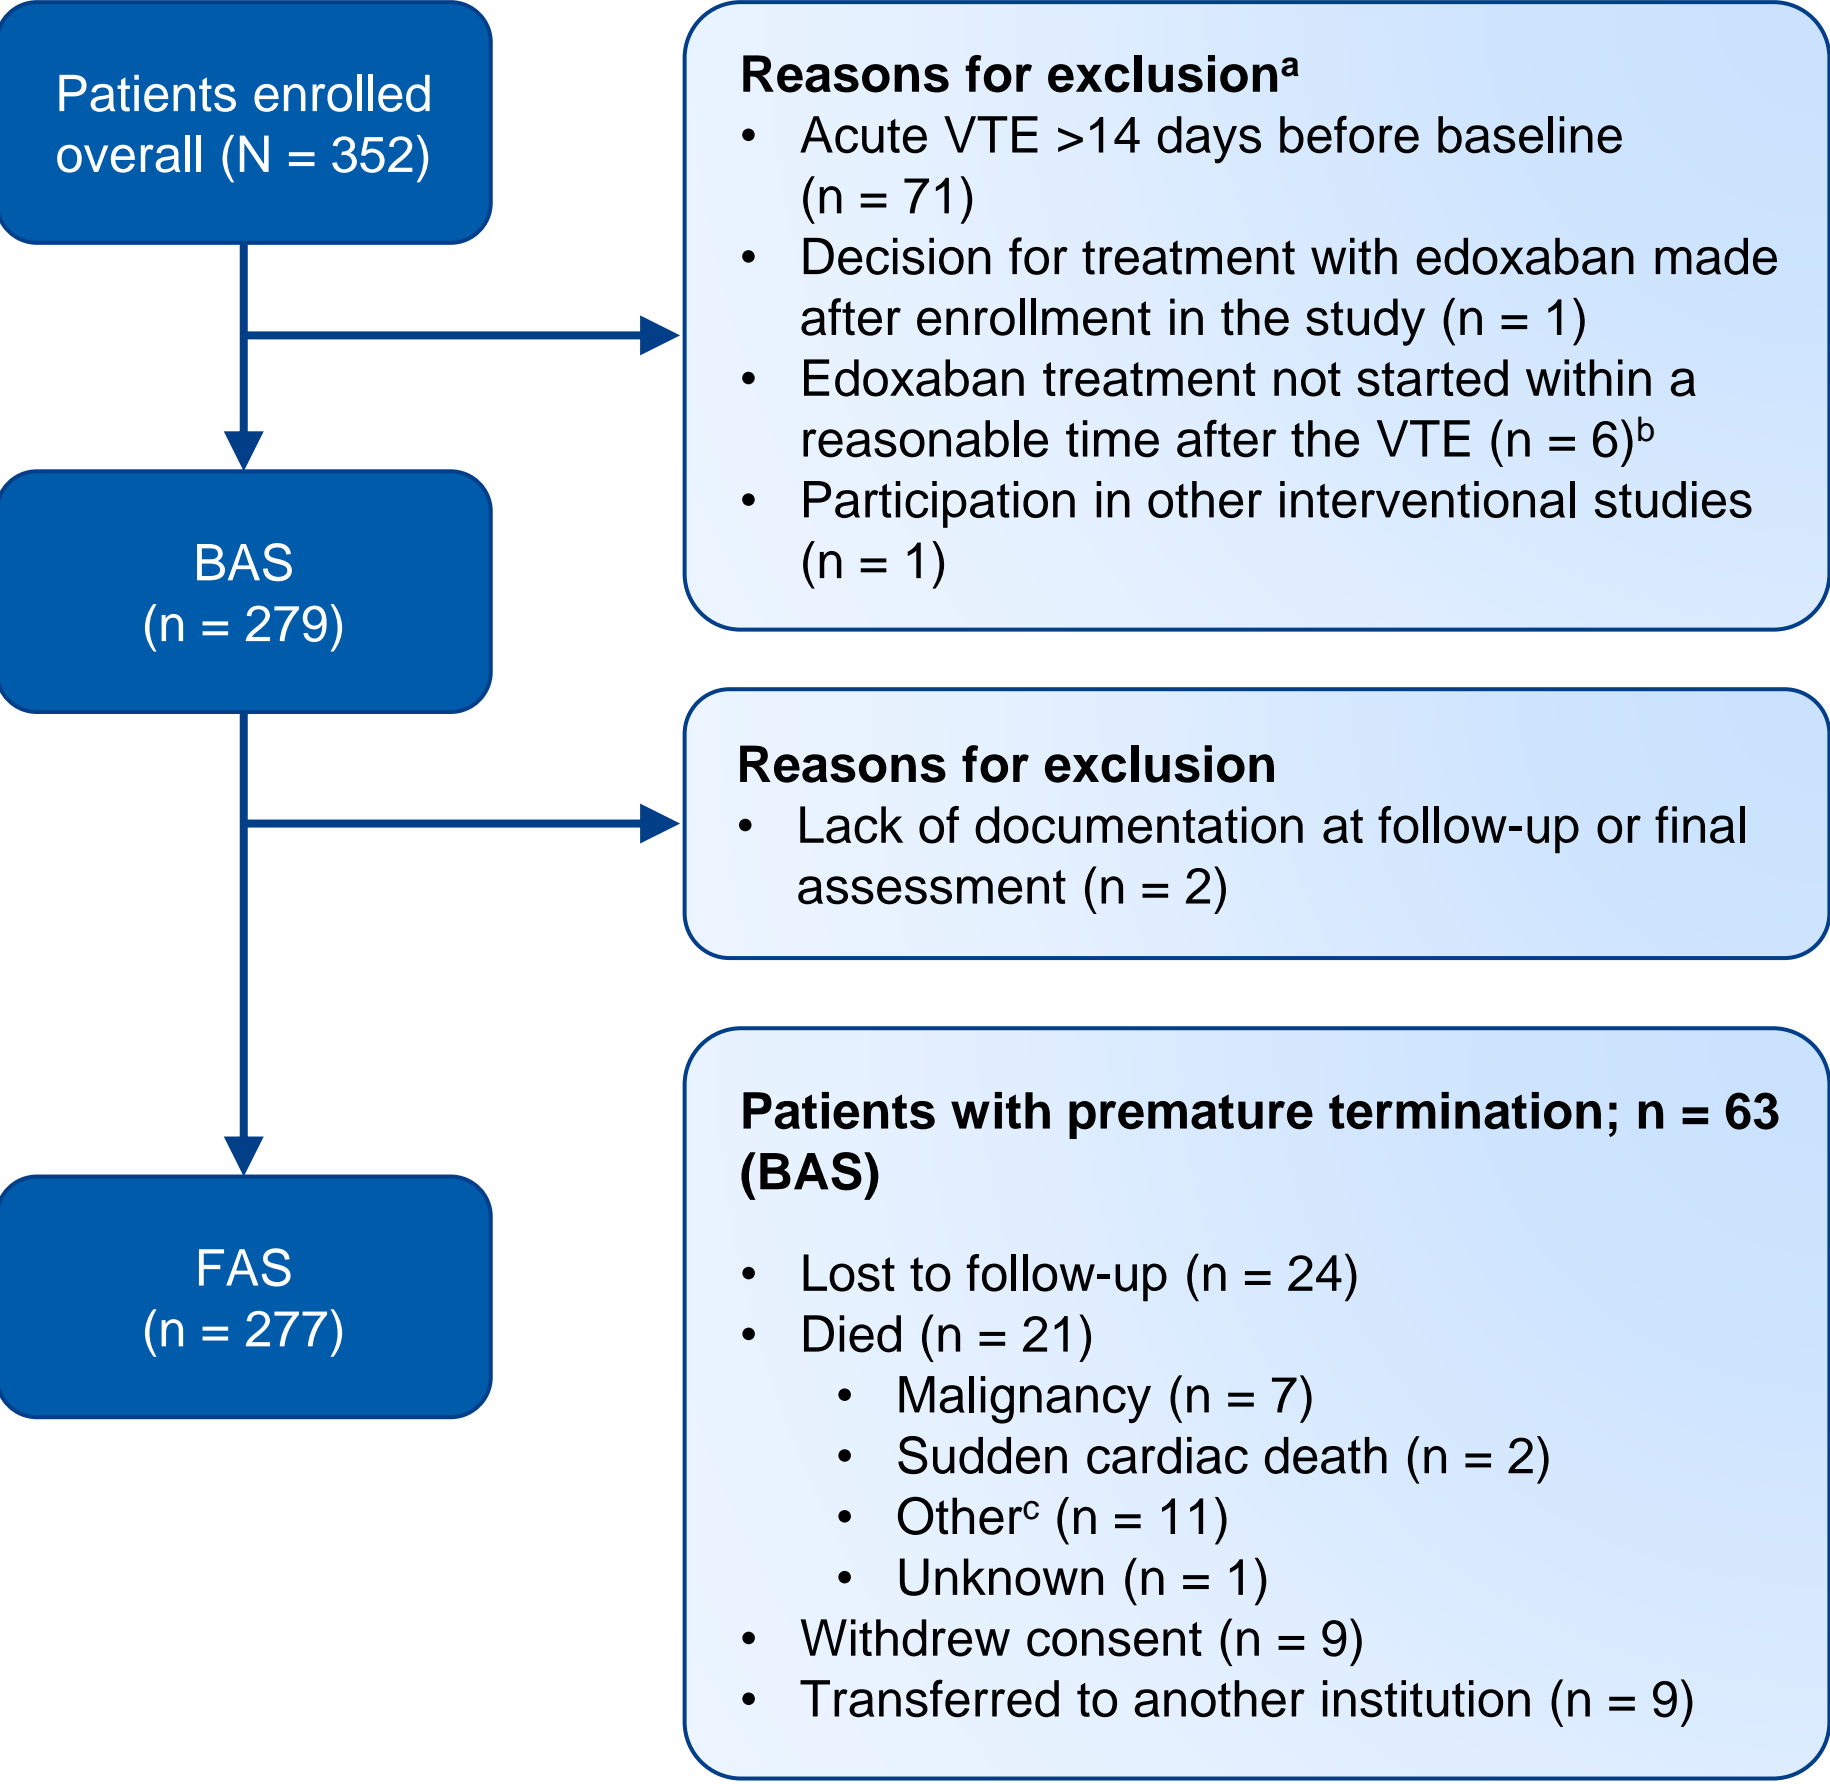 Patients enrolled
overall (N = 352)
Reasons for exclusionᵃ
• Acute VTE >14 days before baseline
(n = 71)
• Decision for treatment with edoxaban made
after enrollment in the study (n = 1)
• Edoxaban treatment not started within a
reasonable time after the VTE (n = 6)ᵇ
• Participation in other interventional studies
(n = 1)
BAS
(n = 279)
Reasons for exclusion
• Lack of documentation at follow-up or final
assessment (n = 2)
FAS
(n = 277)
Patients with premature termination; n = 63
(BAS)
• Lost to follow-up (n = 24)
• Died (n = 21)
• Malignancy (n = 7)
• Sudden cardiac death (n = 2)
• Otherᶜ (n = 11)
• Unknown (n = 1)
• Withdrew consent (n = 9)
• Transferred to another institution (n = 9)